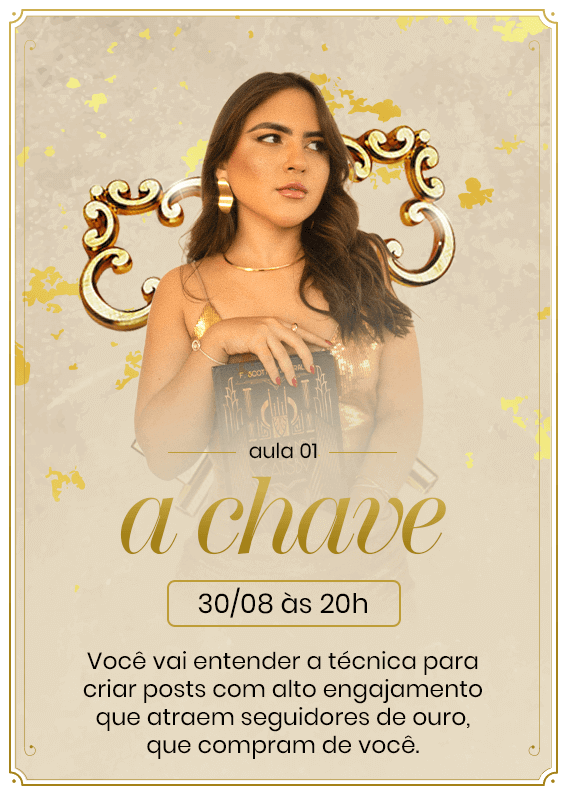 F. SCOT
aula 01
a chave
30/08 às 20h
Você vai entender a técnica para
criar posts com alto engajamento
que atraem seguidores de ouro,
que compram de você.